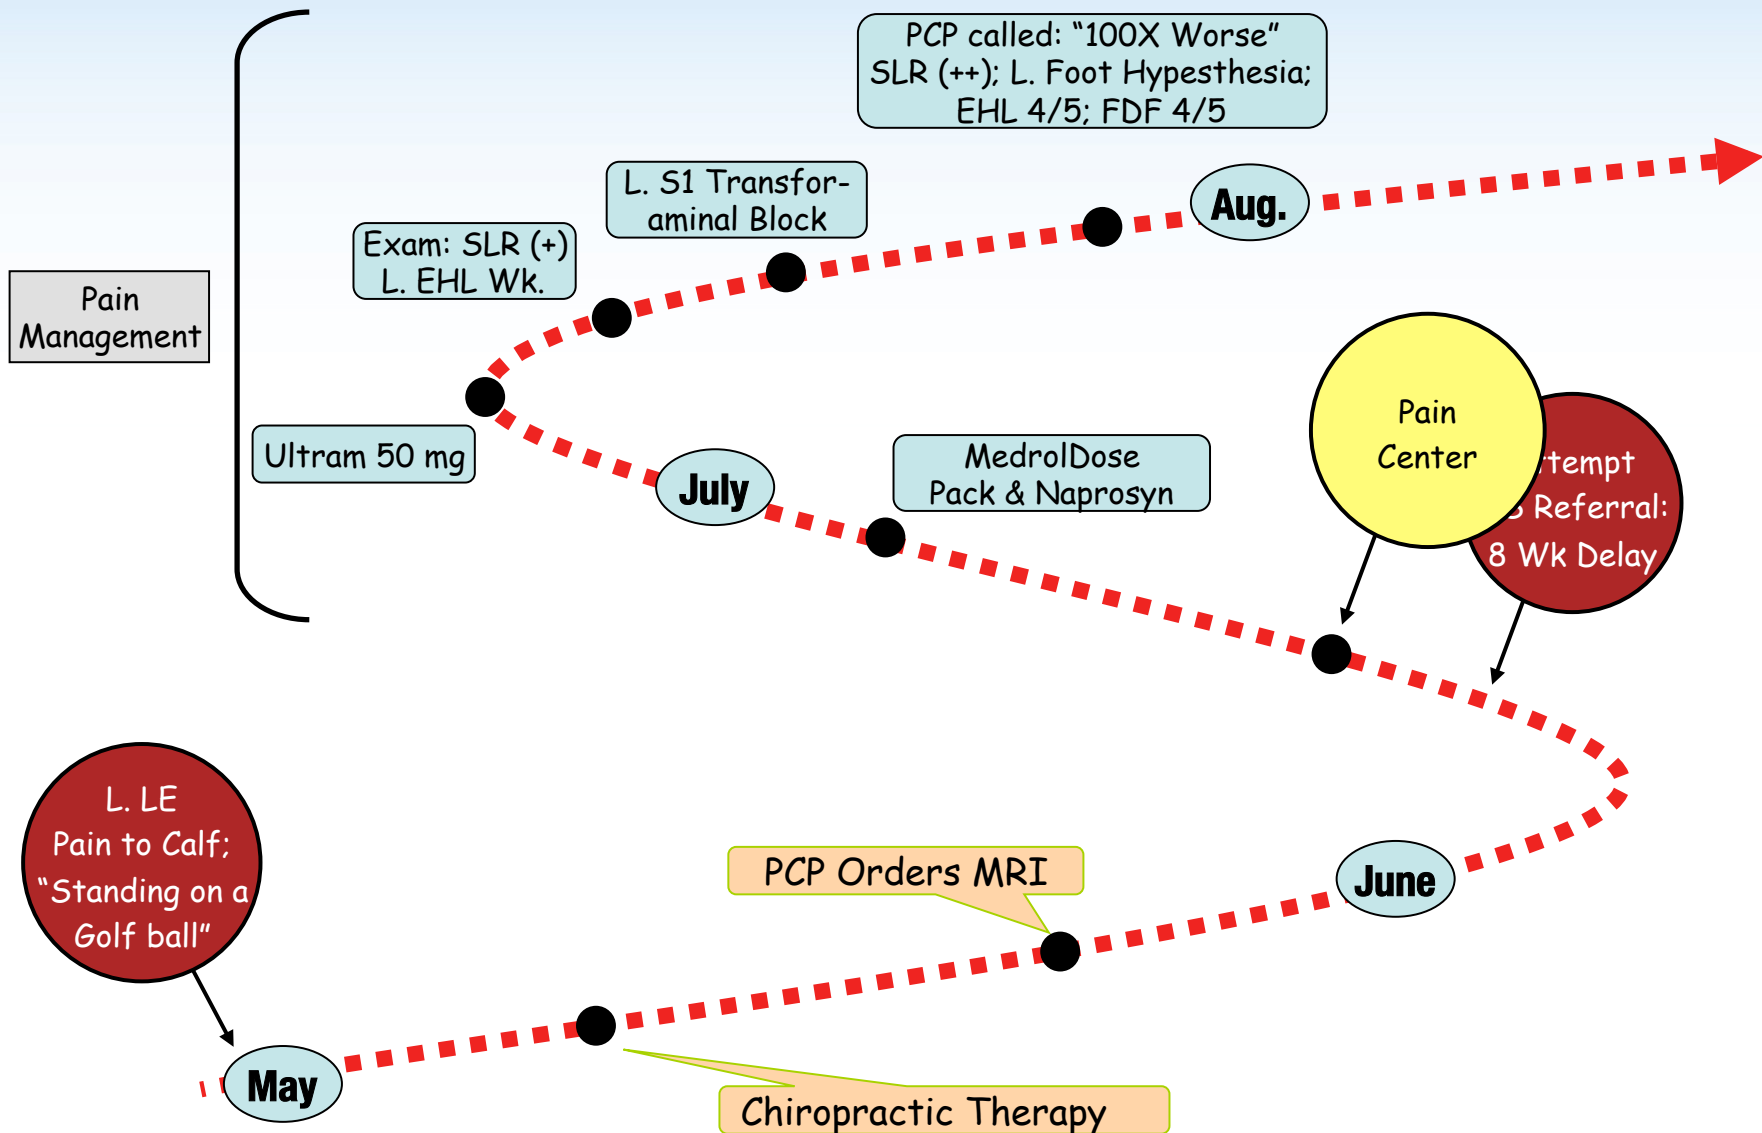 PCP called: “100X Worse”
SLR (++); L. Foot Hypesthesia;
EHL 4/5; FDF 4/5
L. S1 Transfor-
aminal Block
Aug.
Exam: SLR (+)
L. EHL Wk.
Pain
Management
Ultram 50 mg
July
MedrolDose
Pack & Naprosyn
Pain
Center
Referral:
8 Wk Delay
L. LE
Pain to Calf;
“Standing on a
Golf ball”
PCP Orders MRI
June
May
Chiropractic Therapy